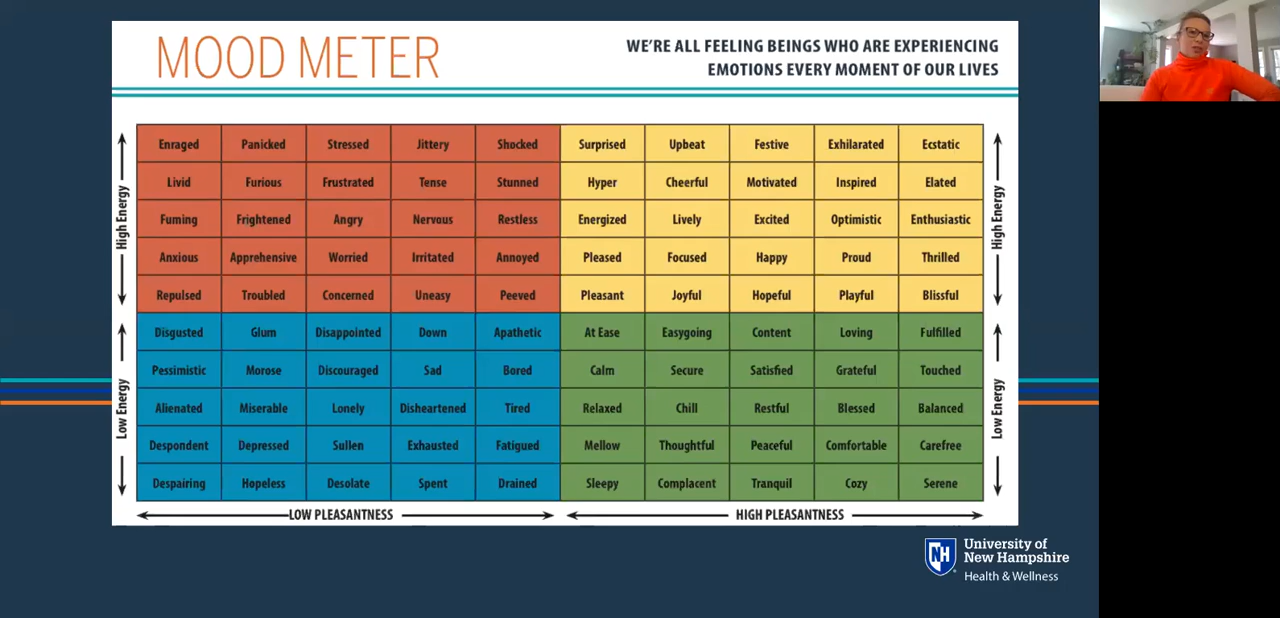 MOOD METER
WE'RE ALL FEELING BEINGS WHO ARE EXPERIENCING
EMOTIONS EVERY MOMENT OF OUR LIVES
High Energy
Low Energy
Enraged Panicked Stressed Jittery Shocked Surprised Upbeat Festive Exhilarated Ecstatic
Livid Furious Frustrated Tense Stunned Hyper Cheerful Motivated Inspired Elated
Fuming Frightened Angry Nervous Restless Energized Lively Excited Optimistic Enthusiastic
Anxious Apprehensive Worried Irritated Annoyed Pleased Focused Happy Proud Thrilled
Repulsed Troubled Concerned Uneasy Peeved Pleasant Joyful Hopeful Playful Blissful
Disgusted Glum Disappointed Down Apathetic At Ease Easygoing Content Loving Fulfilled
Pessimistic Morose Discouraged Sad Bored Calm Secure Satisfied Grateful Touched
Alienated Miserable Lonely Disheartened Tired Relaxed Chill Restful Blessed Balanced
Despondent Depressed Sullen Exhausted Fatigued Mellow Thoughtful Peaceful Comfortable Carefree
Despairing Hopeless Desolate Spent Drained Sleepy Complacent Tranquil Cozy Serene
High Energy
Low Energy
LOW PLEASANTNESS
HIGH PLEASANTNESS
NH
University of
New Hampshire
Health & Wellness